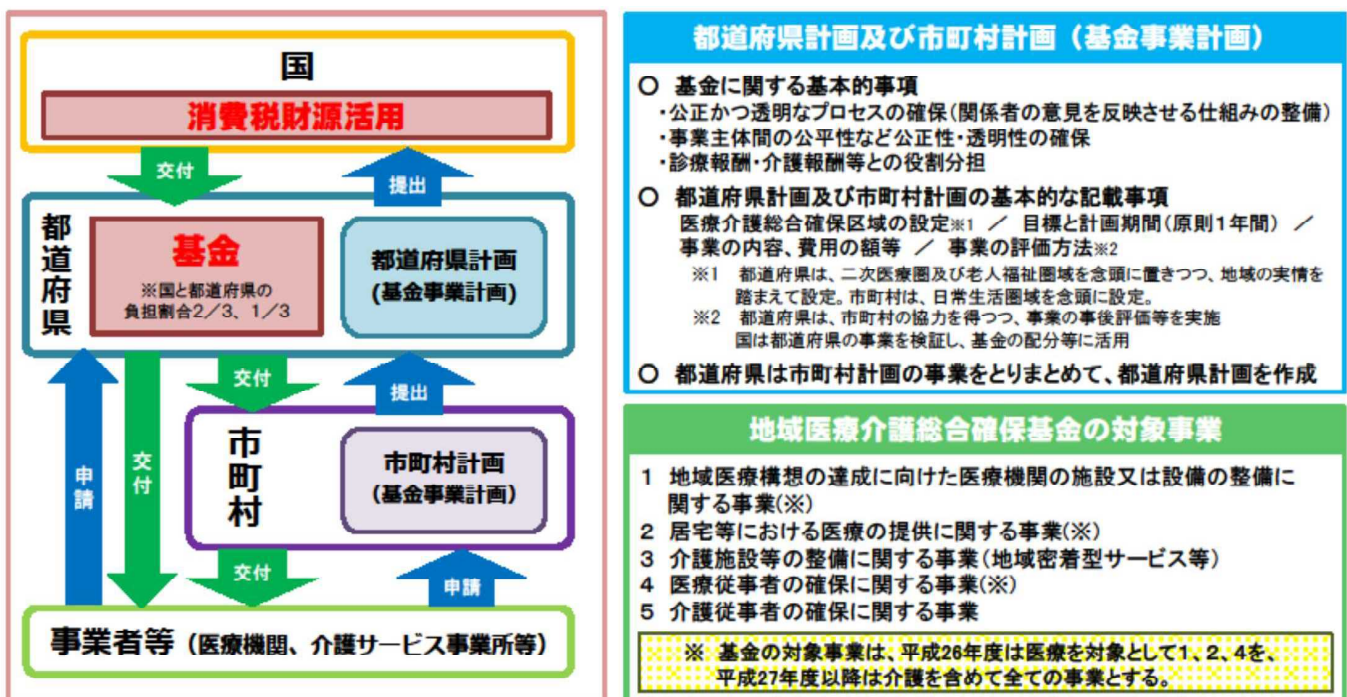 国
消費税財源活用
交付
提出
都道府県
基金
※国と都道府県の
負担割合2/3、1/3
都道府県計画
(基金事業計画)
申請
交付
交付
提出
市町村
市町村計画
(基金事業計画)
交付
申請
事業者等(医療機関、介護サービス事業所等)
都道府県計画及び市町村計画(基金事業計画)
○ 基金に関する基本的事項
・公正かつ透明なプロセスの確保(関係者の意見を反映させる仕組みの整備)
・事業主体間の公平性など公正性・透明性の確保
・診療報酬・介護報酬等との役割分担
○ 都道府県計画及び市町村計画の基本的な記載事項
医療介護総合確保区域の設定※1 / 目標と計画期間(原則1年間) /
事業の内容、費用の額等 / 事業の評価方法※2
※1 都道府県は、二次医療圏及び老人福祉圏域を念頭に置きつつ、地域の実情を
踏まえて設定。市町村は、日常生活圏域を念頭に設定。
※2 都道府県は、市町村の協力を得つつ、事業の事後評価等を実施
国は都道府県の事業を検証し、基金の配分等に活用
○ 都道府県は市町村計画の事業をとりまとめて、都道府県計画を作成
地域医療介護総合確保基金の対象事業
1 地域医療構想の達成に向けた医療機関の施設又は設備の整備に
関する事業(※)
2 居宅等における医療の提供に関する事業(※)
3 介護施設等の整備に関する事業(地域密着型サービス等)
4 医療従事者の確保に関する事業(※)
5 介護従事者の確保に関する事業
※ 基金の対象事業は、平成26年度は医療を対象として1、2、4を、
平成27年度以降は介護を含めて全ての事業とする。